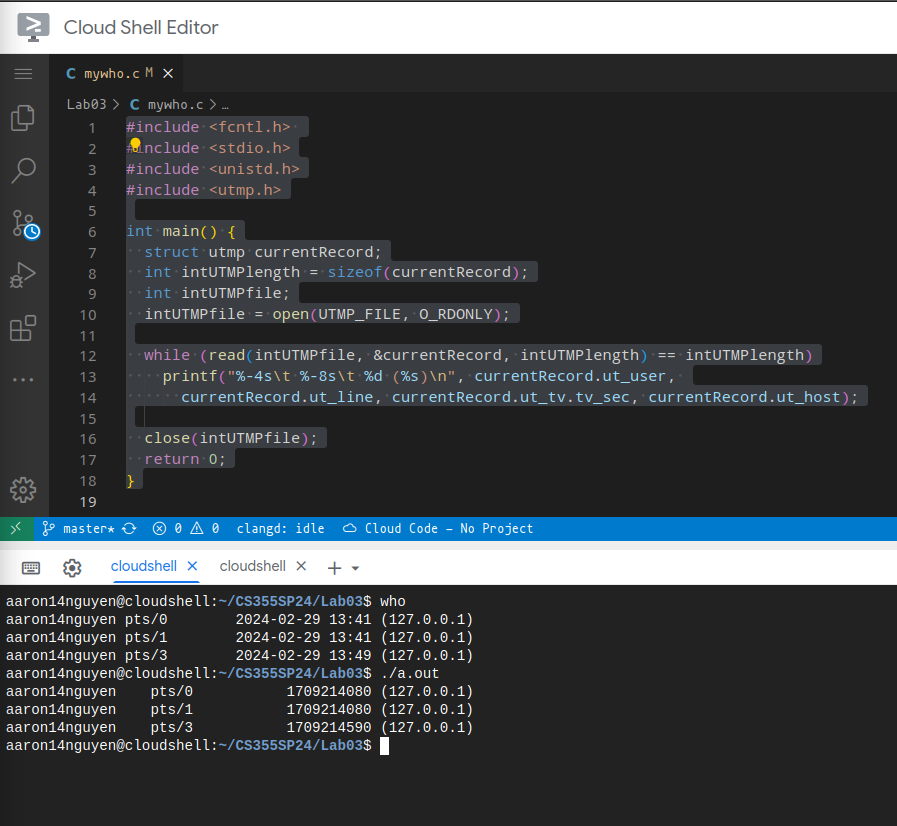 Cloud Shell Editor
C mywho.c M ×
Lab03 > C mywho.c > …
1 #include <fcntl.h>
2 #include <stdio.h>
3 #include <unistd.h>
4 #include <utmp.h>
5
6 int main() {
7   struct utmp currentRecord;
8   int intUTMPlength = sizeof(currentRecord);
9   int intUTMPfile;
10   intUTMPfile = open(UTMP_FILE, O_RDONLY);
11
12   while (read(intUTMPfile, &currentRecord, intUTMPlength) == intUTMPlength)
13     printf("%-4s\t %-8s\t %d (%s)\n", currentRecord.ut_user,
14       currentRecord.ut_line, currentRecord.ut_tv.tv_sec, currentRecord.ut_host);
15
16   close(intUTMPfile);
17   return 0;
18 }
19
master* 0 0 clangd: idle Cloud Code – No Project
cloudshell × cloudshell × +
aaron14nguyen@cloudshell:~/CS355SP24/Lab03$ who
aaron14nguyen pts/0        2024-02-29 13:41 (127.0.0.1)
aaron14nguyen pts/1        2024-02-29 13:41 (127.0.0.1)
aaron14nguyen pts/3        2024-02-29 13:49 (127.0.0.1)
aaron14nguyen@cloudshell:~/CS355SP24/Lab03$ ./a.out
aaron14nguyen    pts/0           1709214080 (127.0.0.1)
aaron14nguyen    pts/1           1709214080 (127.0.0.1)
aaron14nguyen    pts/3           1709214590 (127.0.0.1)
aaron14nguyen@cloudshell:~/CS355SP24/Lab03$